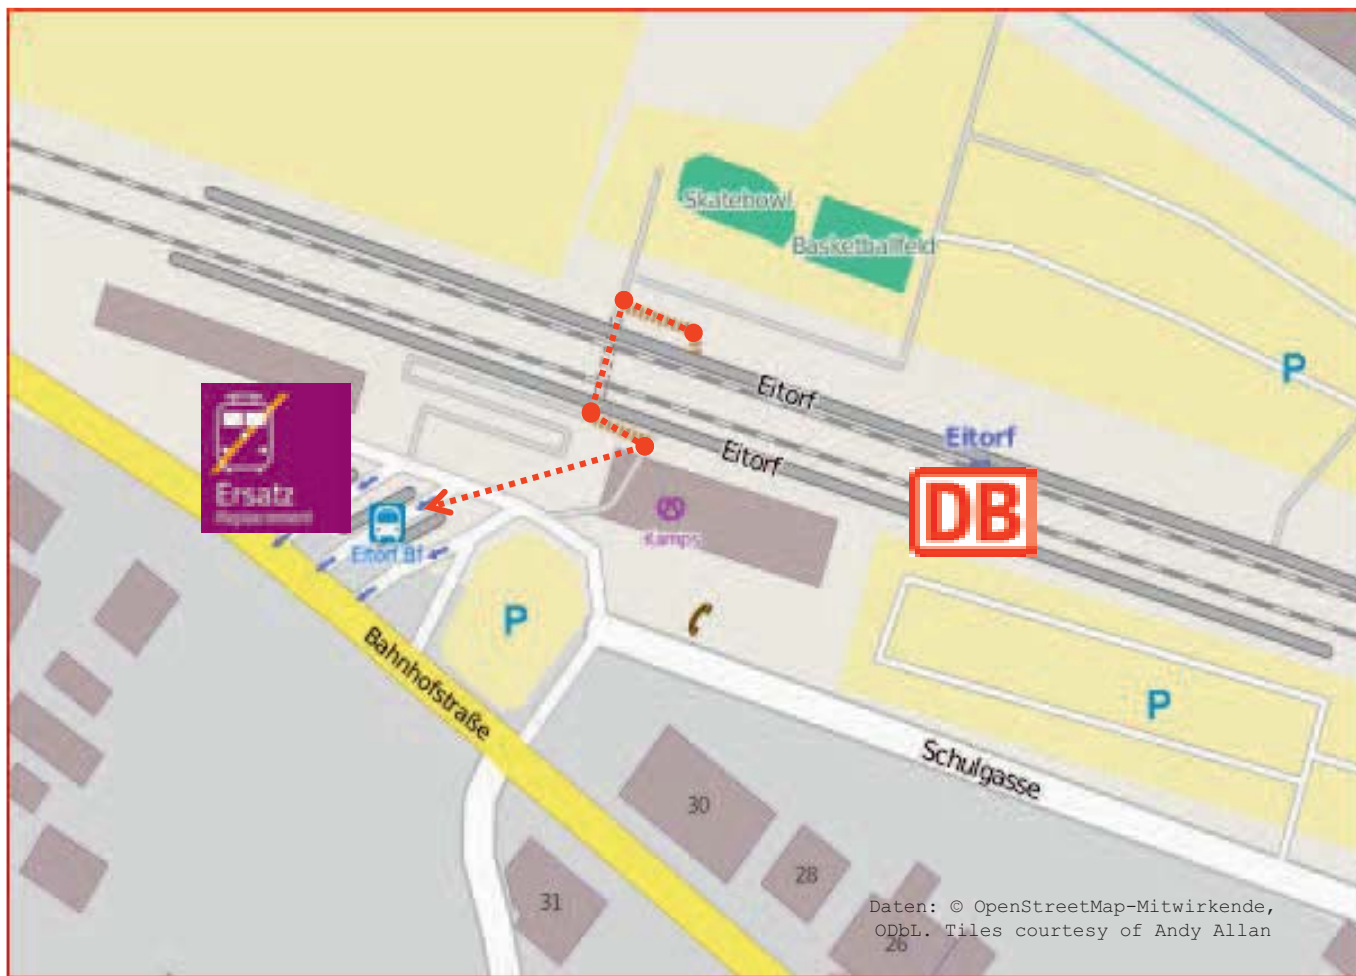 Skatebowl
Basketballfeld
P
Eitorf
Eitorf
Eitorf
DB
Ersatz
Kamps
Eitorf Bf
P
Bahnhofstraße
P
Schulgasse
30
28
31
26
Daten: © OpenStreetMap-Mitwirkende,
ODbL. Tiles courtesy of Andy Allan